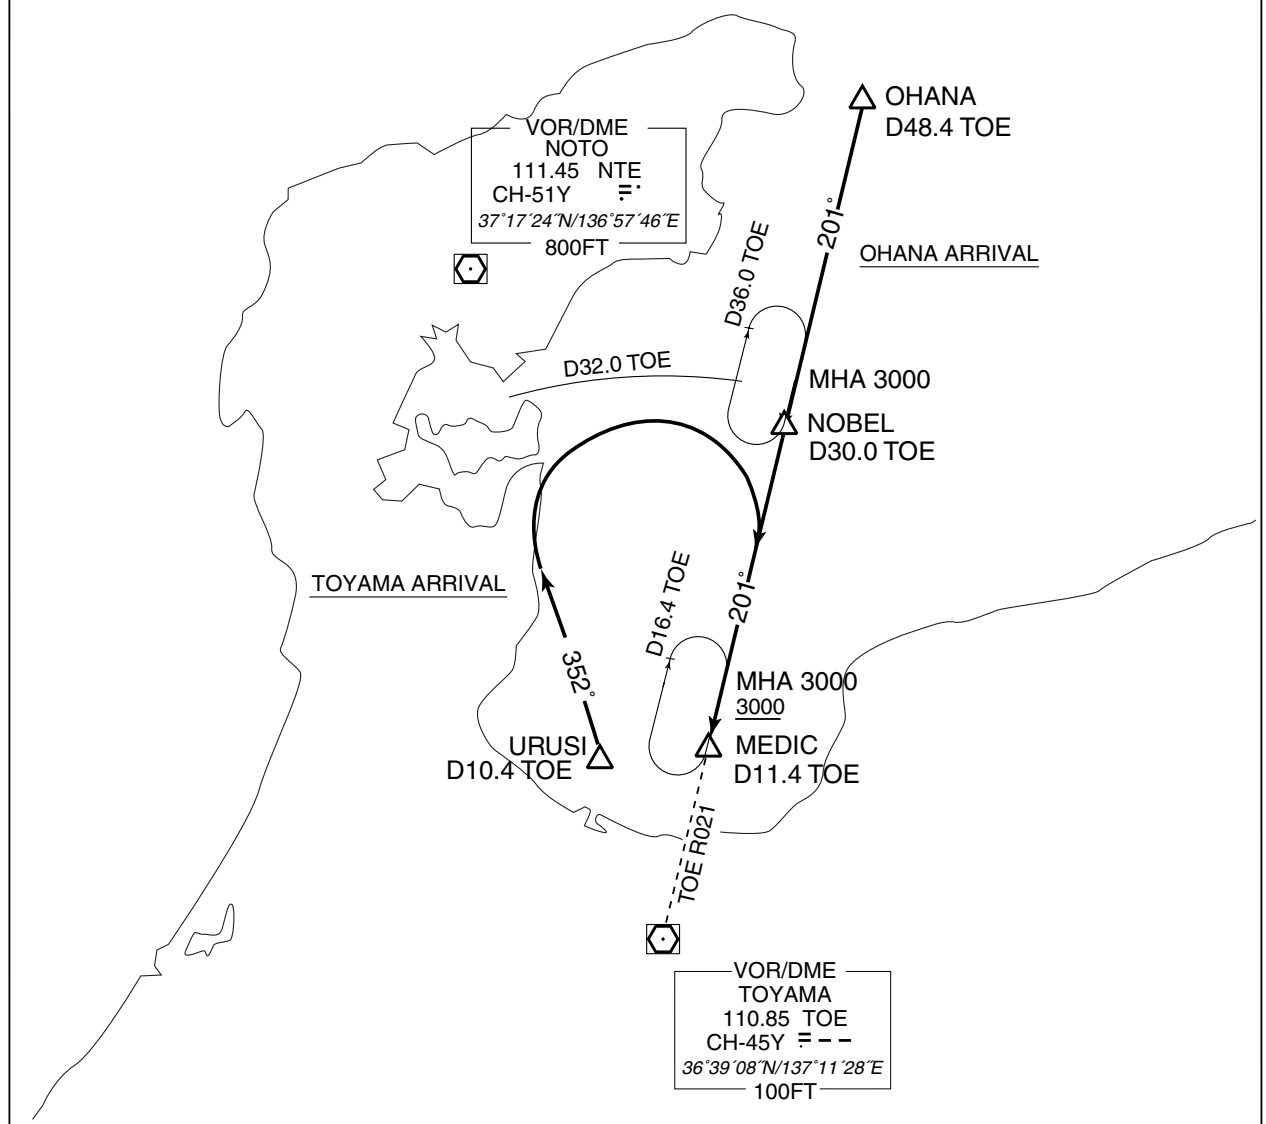 OHANA
D48.4 TOE
VOR/DME
NOTO
111.45 NTE
CH-51Y
37°17´24˝N/136°57´46˝E
800FT
201°
OHANA ARRIVAL
D36.0 TOE
D32.0 TOE
MHA 3000
NOBEL
D30.0 TOE
TOYAMA ARRIVAL
D16.4 TOE
201°
352°
MHA 3000
3000
URUSI
D10.4 TOE
MEDIC
D11.4 TOE
TOE R021
VOR/DME
TOYAMA
110.85 TOE
CH-45Y
36°39´08˝N/137°11´28˝E
100FT